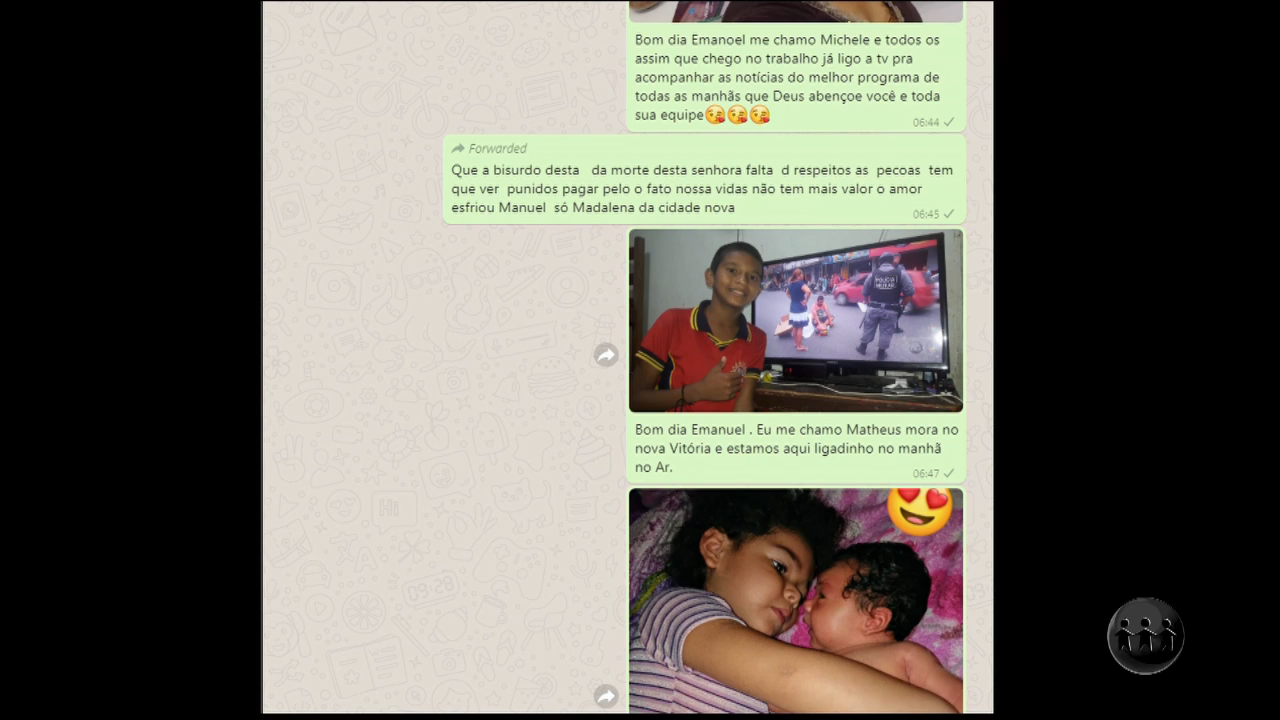 Bom dia Emanoel me chamo Michele e todos os
assim que chego no trabalho já ligo a tv pra
acompanhar as notícias do melhor programa de
todas as manhãs que Deus abençoe você e toda
sua equipe😘😘😘
06:44
Forwarded
Que a bisurdo desta da morte desta senhora falta d respeitos as pecoas tem
que ver punidos pagar pelo o fato nossa vidas não tem mais valor o amor
esfriou Manuel só Madalena da cidade nova
06:45
POLICIA
MILITAR
Bom dia Emanuel . Eu me chamo Matheus mora no
nova Vitória e estamos aqui ligadinho no manhã
no Ar.
06:47